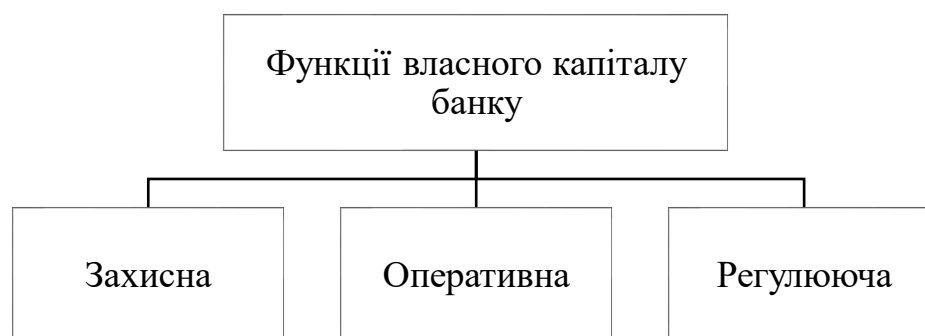 Функції власного капіталу
банку
Захисна
Оперативна
Регулююча